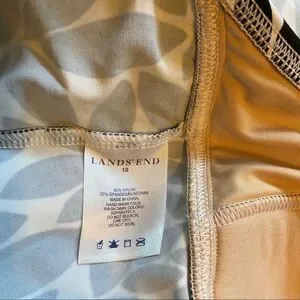 LANDS' END
10
80% NYLON
20% SPANDEX/ELASTHAN
MADE IN CHINA
HAND WASH COLD
WASH DARK COLORS
SEPARATELY
DO NOT BLEACH,
LINE DRY,
DO NOT IRON.